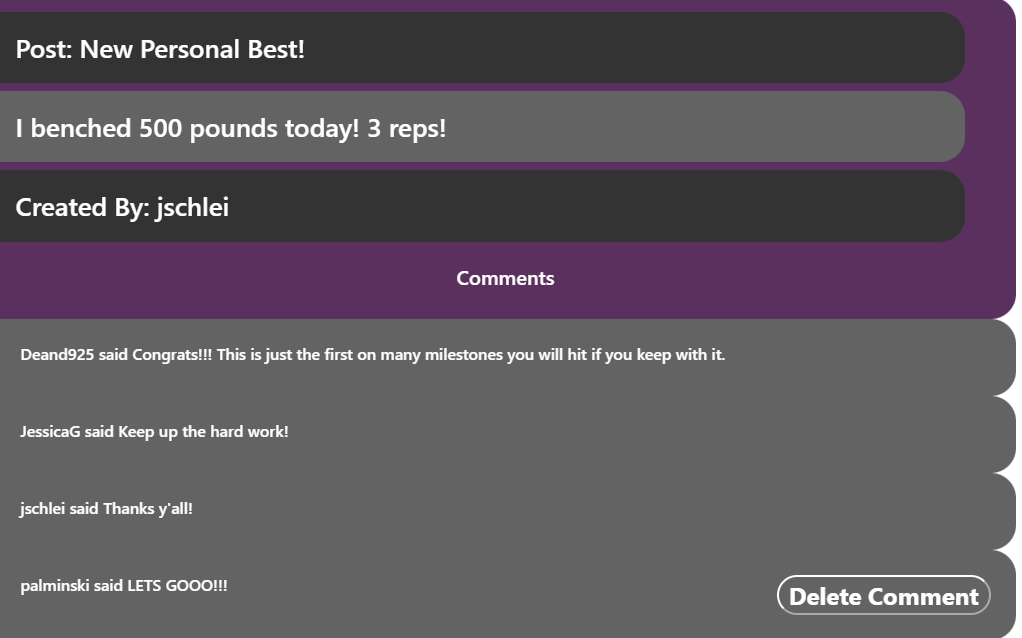 Post: New Personal Best!
I benched 500 pounds today! 3 reps!
Created By: jschlei
Comments
Deand925 said Congrats!!! This is just the first on many milestones you will hit if you keep with it.
JessicaG said Keep up the hard work!
jschlei said Thanks y'all!
palminski said LETS GOOO!!!
Delete Comment